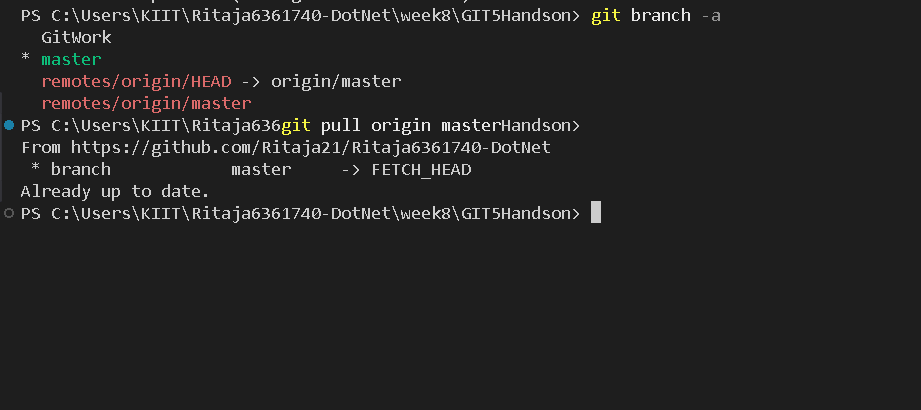 PS C:\Users\KIIT\Ritaja6361740-DotNet\week8\GIT5Handson> git branch -a
GitWork
* master
remotes/origin/HEAD -> origin/master
remotes/origin/master
PS C:\Users\KIIT\Ritaja636git pull origin masterHandson>
From https://github.com/Ritaja21/Ritaja6361740-DotNet
* branch master -> FETCH_HEAD
Already up to date.
PS C:\Users\KIIT\Ritaja6361740-DotNet\week8\GIT5Handson>